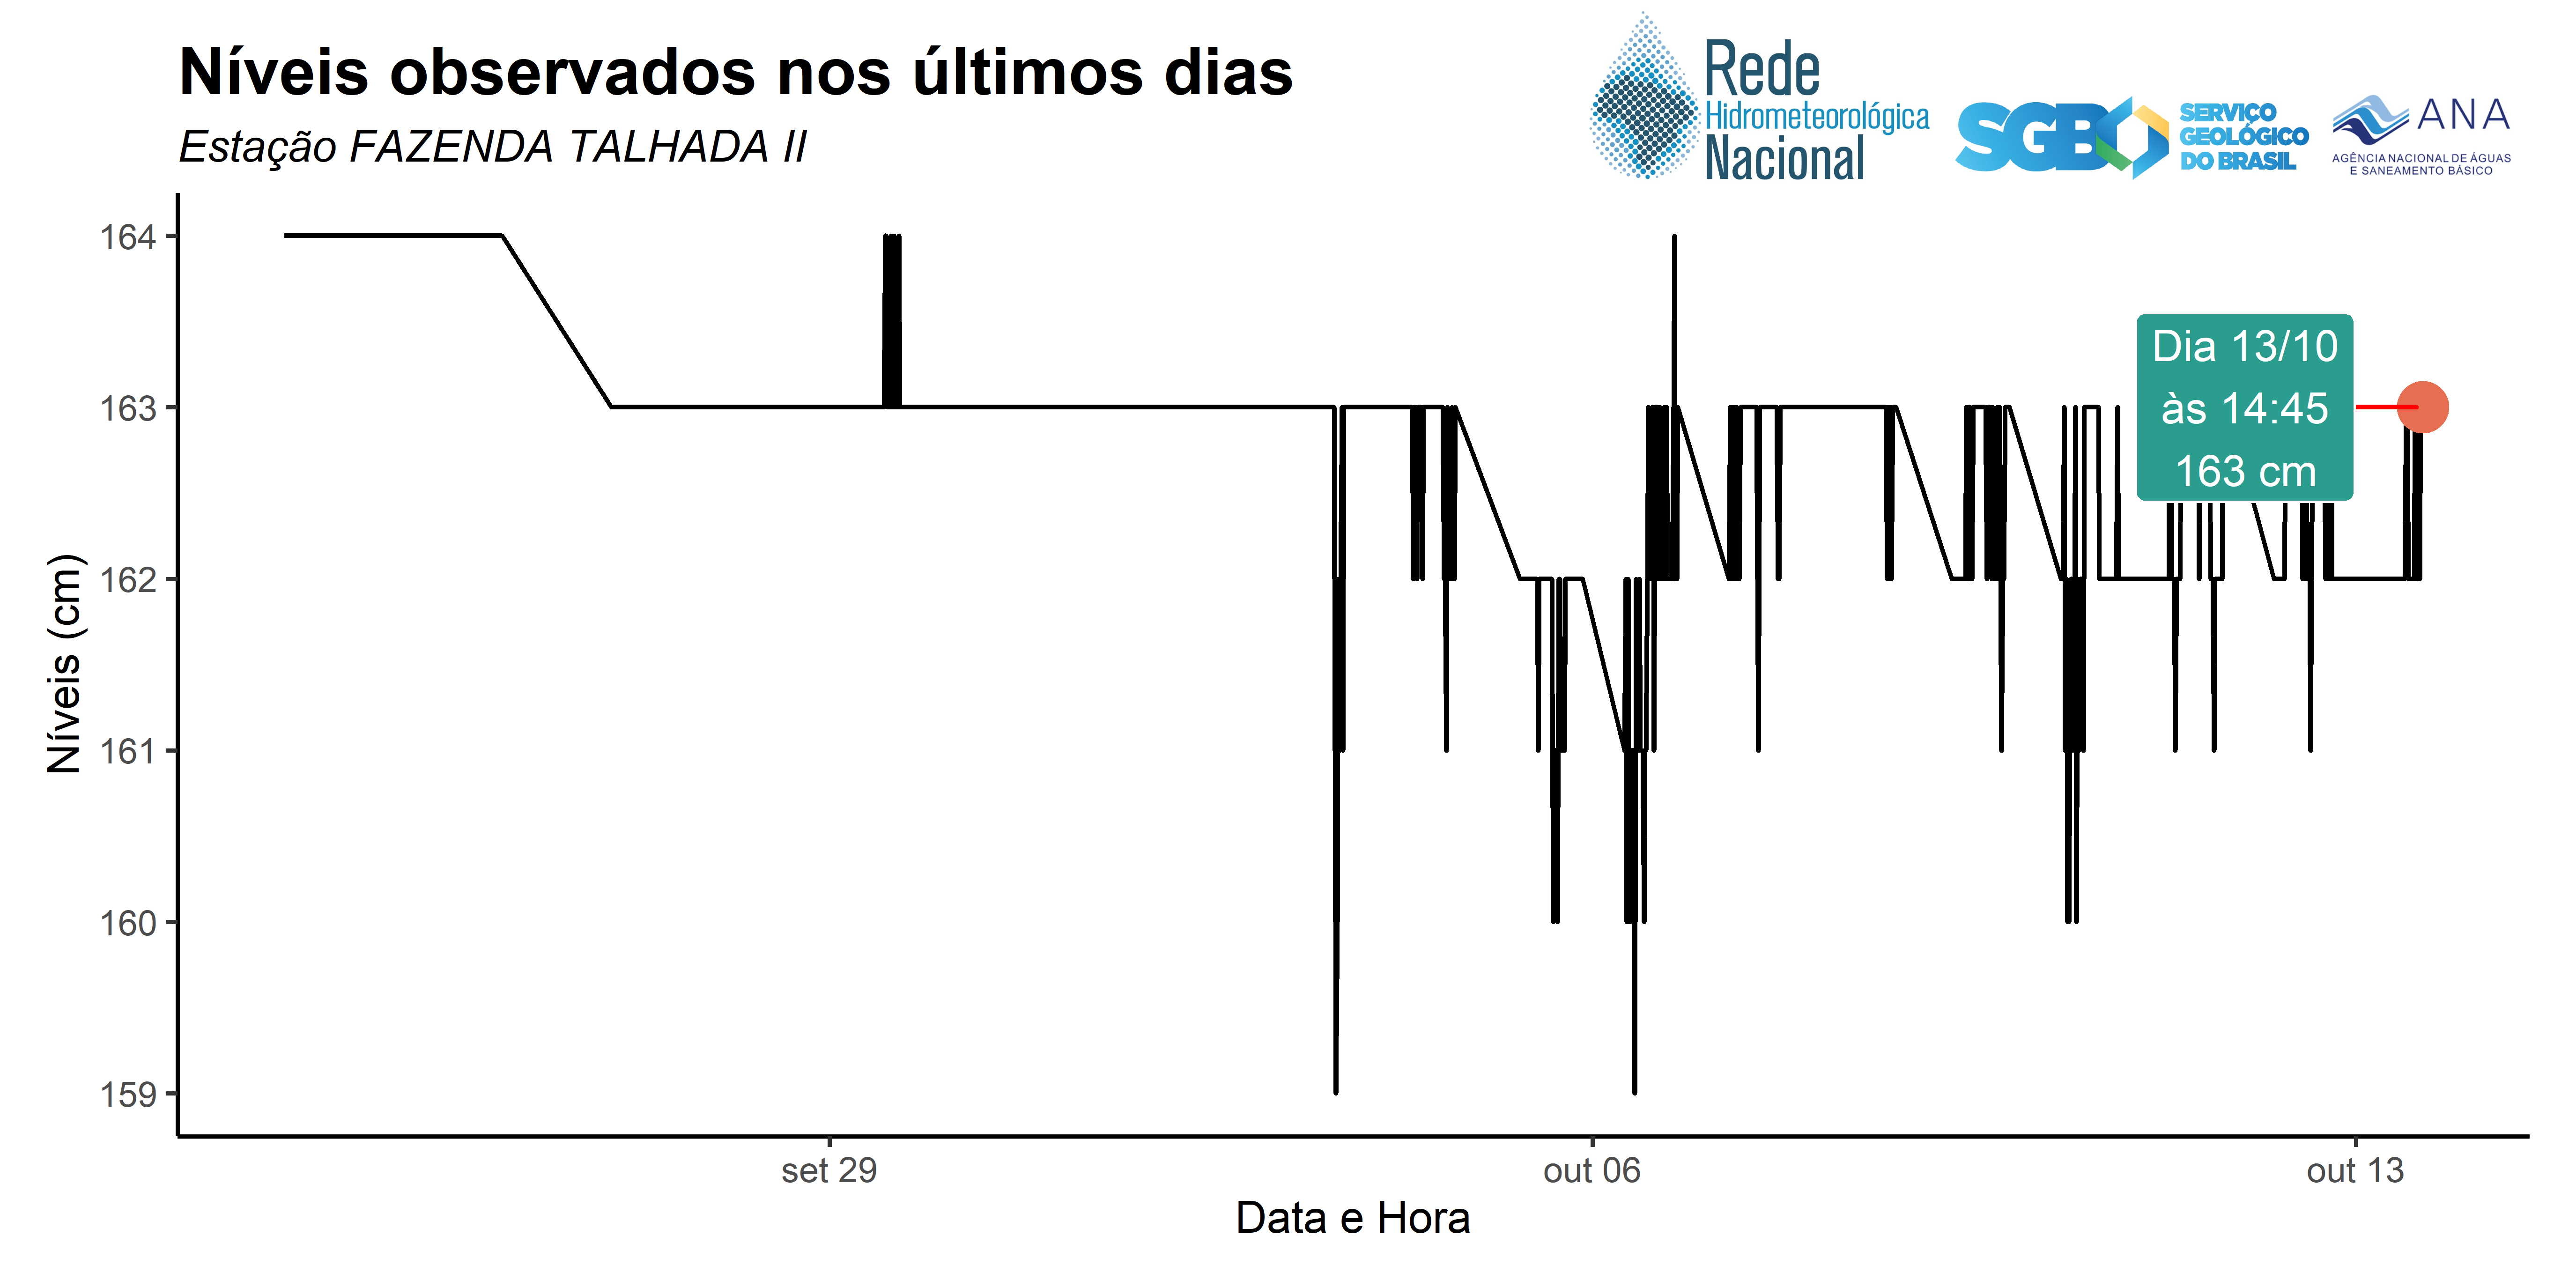 Níveis observados nos últimos dias
Estação FAZENDA TALHADA II
Rede
Hidrometeorológica
Nacional
SGB
SERVIÇO
GEOLÓGICO
DO BRASIL
ANA
AGÊNCIA NACIONAL DE ÁGUAS
E SANEAMENTO BÁSICO
164
163
162
161
160
159
Níveis (cm)
Dia 13/10
às 14:45
163 cm
set 29
out 06
out 13
Data e Hora